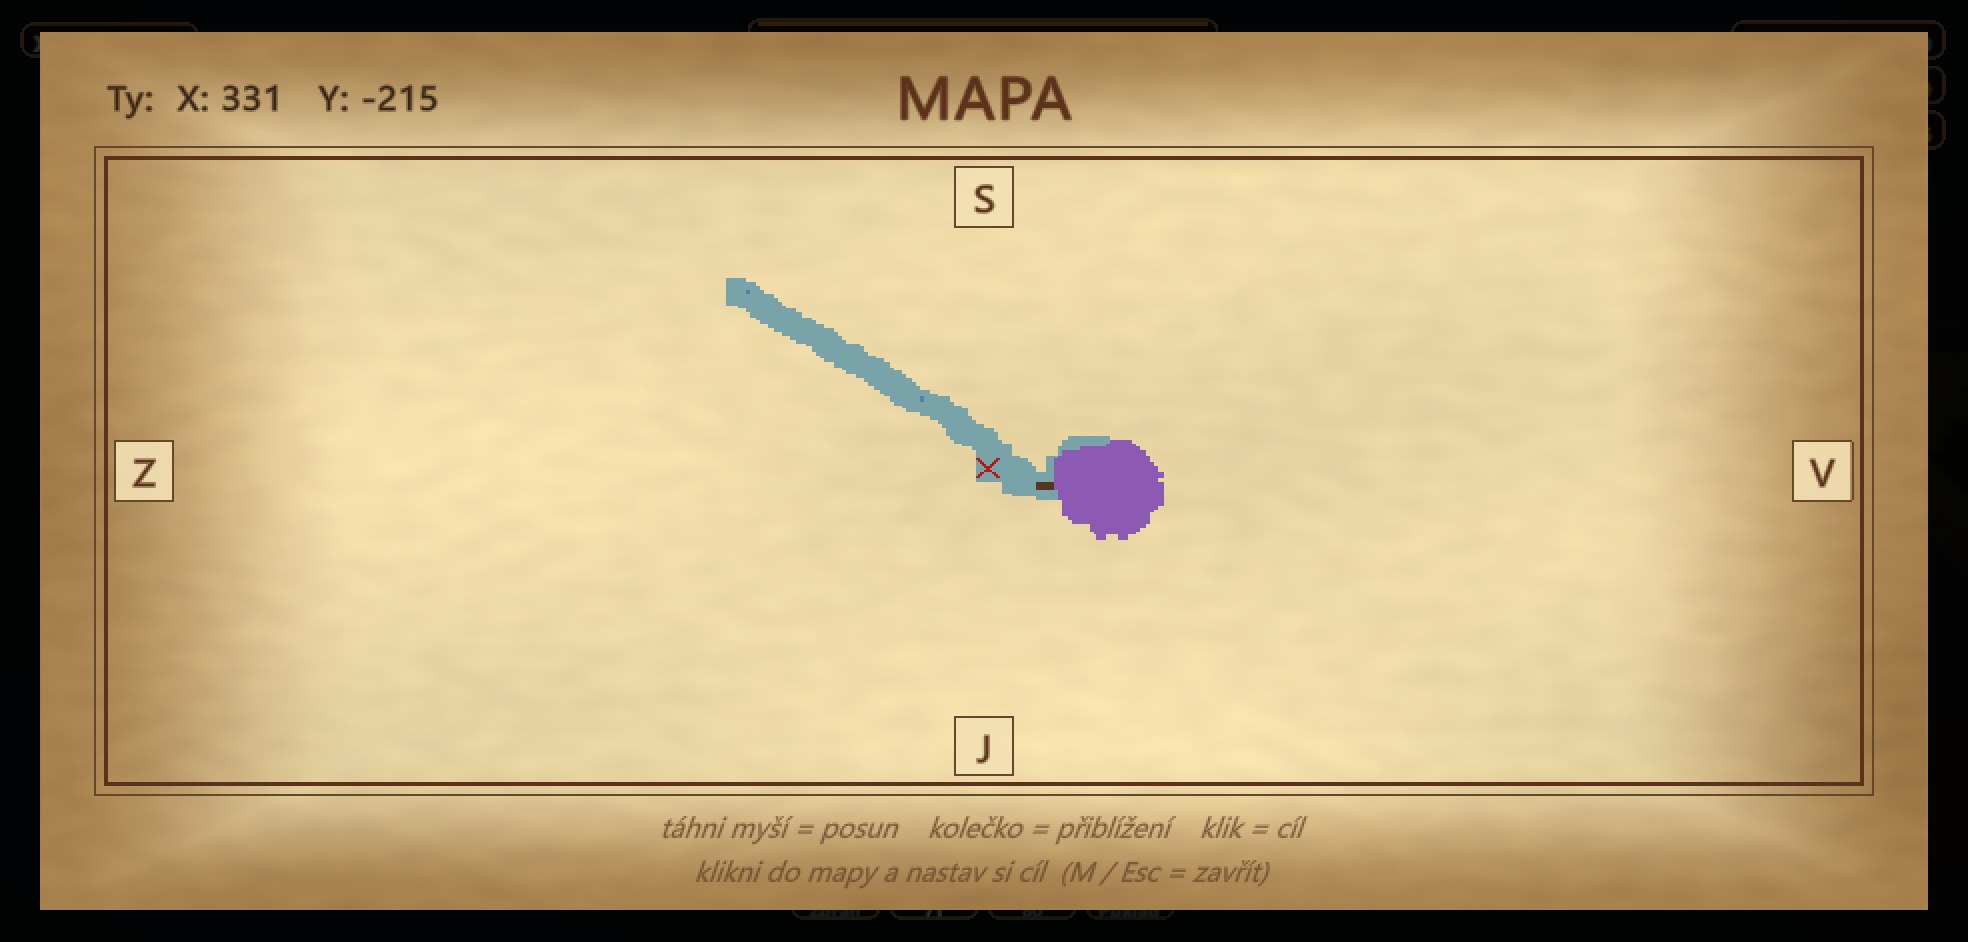 Ty: X: 331 Y: -215
MAPA
S
Z
V
J
táhni myší = posun kolečko = přiblížení klik = cíl
klikni do mapy a nastav si cíl (M / Esc = zavřít)